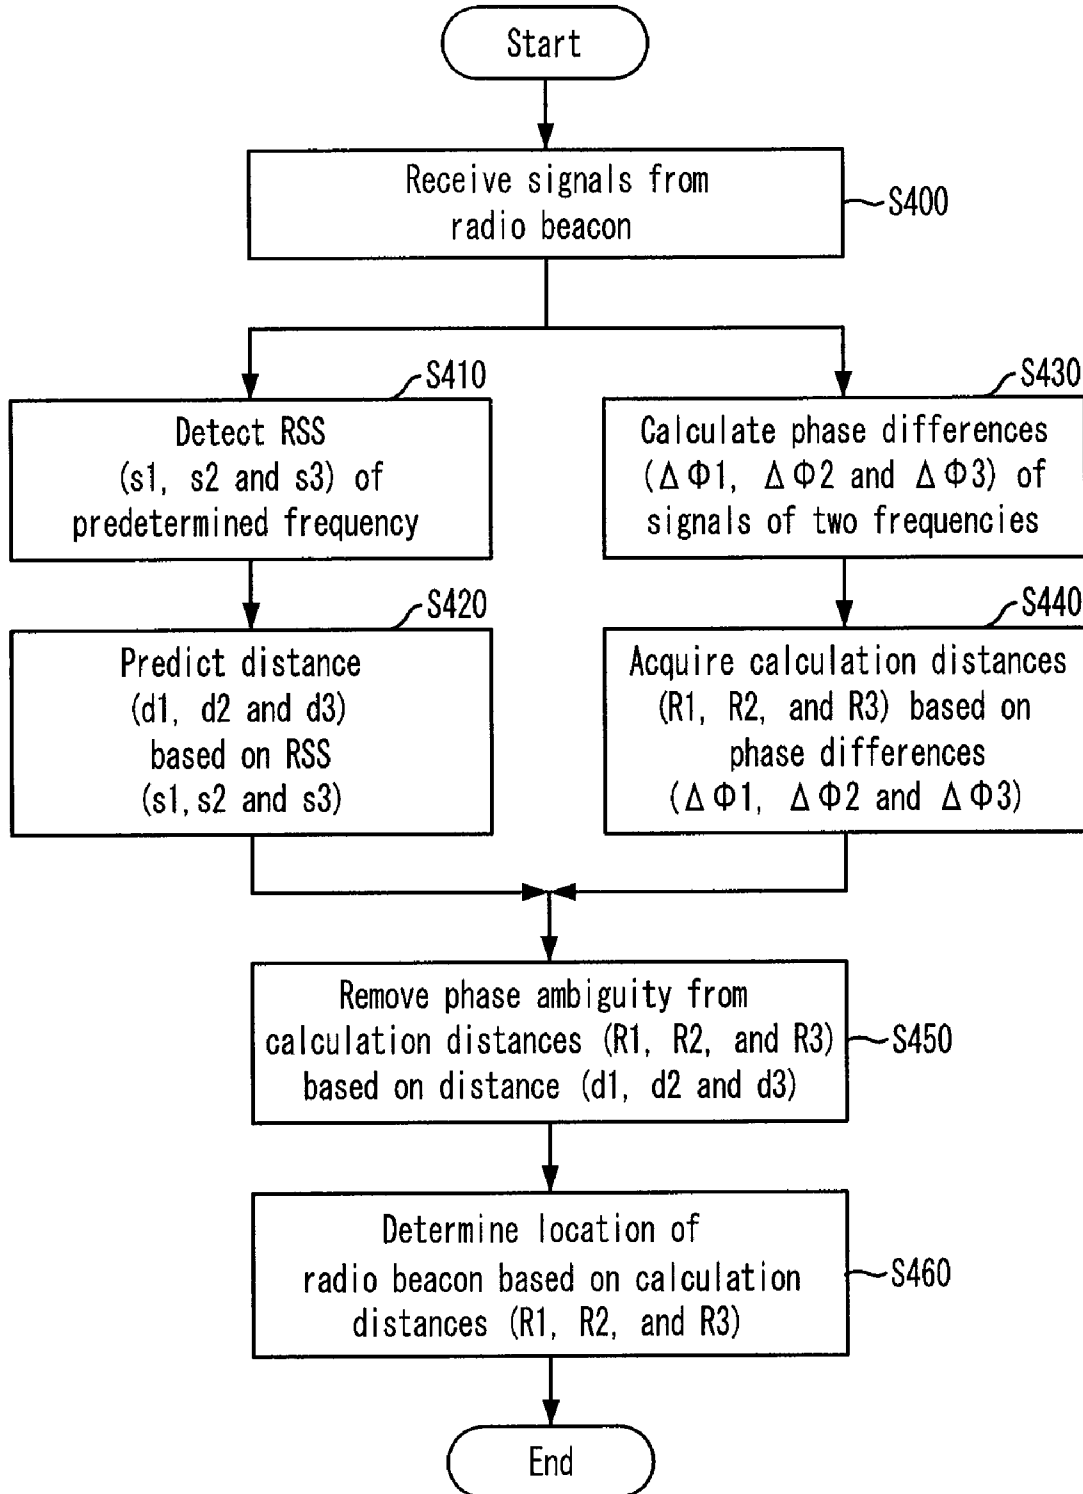 Start
Receive signals from
radio beacon
S400
S410
Detect RSS
(s1, s2 and s3) of
predetermined frequency
S420
Predict distance
(d1, d2 and d3)
based on RSS
(s1,s2 and s3)
S430
Calculate phase differences
(ΔΦ1, ΔΦ2 and ΔΦ3) of
signals of two frequencies
S440
Acquire calculation distances
(R1, R2, and R3) based on
phase differences
(ΔΦ1, ΔΦ2 and ΔΦ3)
Remove phase ambiguity from
calculation distances (R1, R2, and R3)
based on distance (d1, d2 and d3)
S450
Determine location of
radio beacon based on calculation
distances (R1, R2, and R3)
S460
End